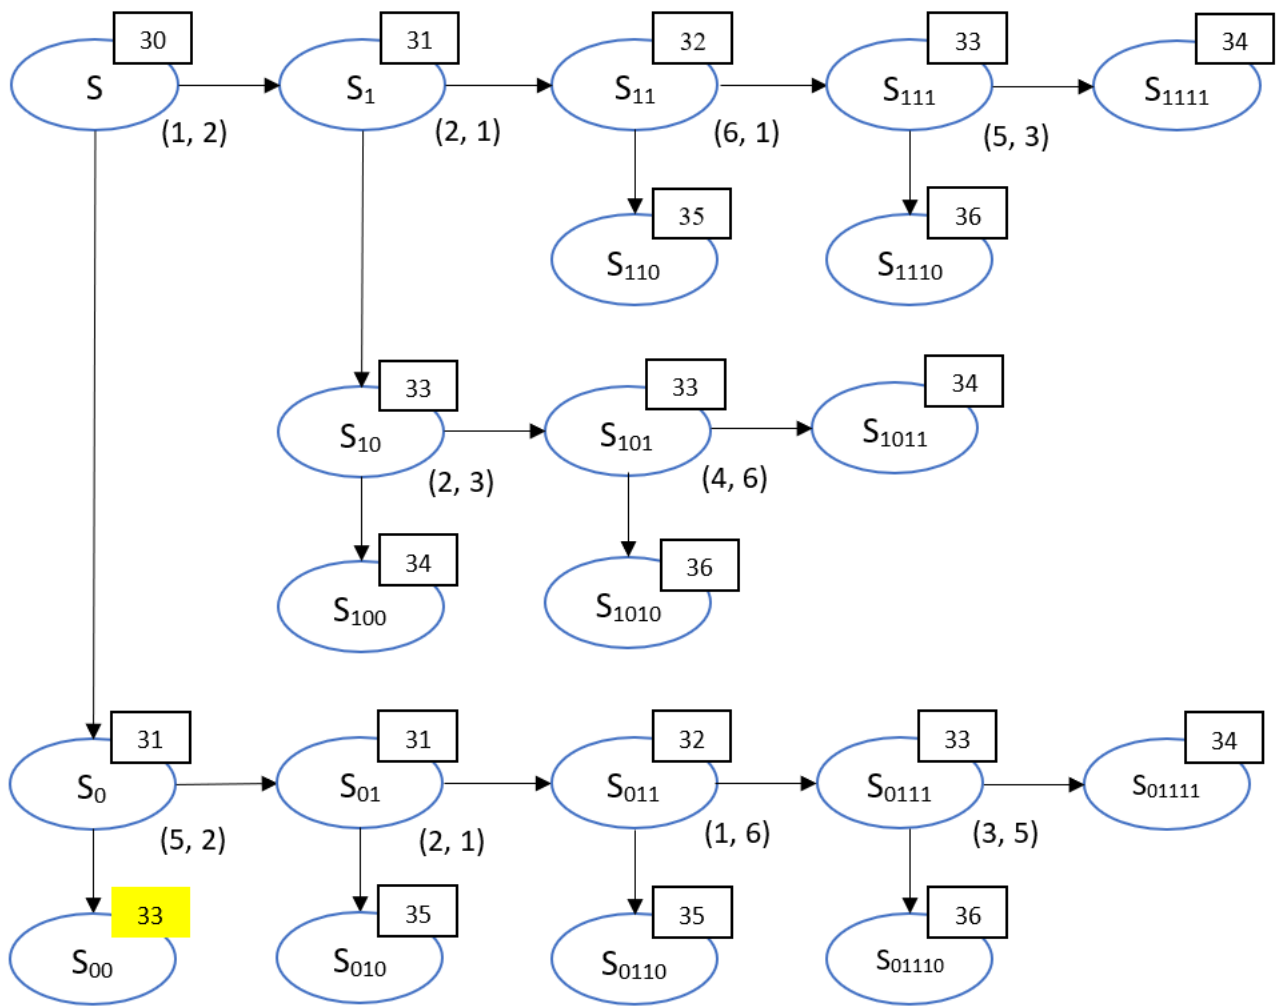 30 31 32 33 34
S S₁ S₁₁ S₁₁₁ S₁₁₁₁
(1, 2) (2, 1) (6, 1) (5, 3)
35 36
S₁₁₀ S₁₁₁₀
33 33 34
S₁₀ S₁₀₁ S₁₀₁₁
(2, 3) (4, 6)
34 36
S₁₀₀ S₁₀₁₀
31 31 32 33 34
S₀ S₀₁ S₀₁₁ S₀₁₁₁ S₀₁₁₁₁
(5, 2) (2, 1) (1, 6) (3, 5)
33 35 35 36
S₀₀ S₀₁₀ S₀₁₁₀ S₀₁₁₁₀